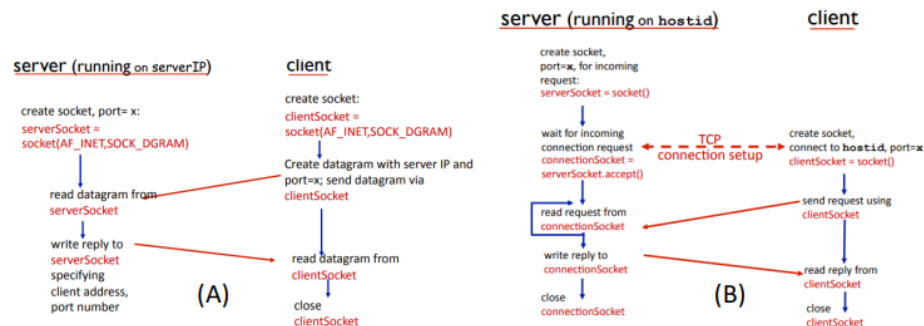 server (running on serverIP)
client
create socket, port= x:
serverSocket =
socket(AF_INET,SOCK_DGRAM)
create socket:
clientSocket =
socket(AF_INET,SOCK_DGRAM)
Create datagram with server IP and
port=x; send datagram via
clientSocket
read datagram from
serverSocket
write reply to
serverSocket
specifying
client address,
port number
read datagram from
clientSocket
close
clientSocket
(A)
server (running on hostid)
client
create socket,
port=x, for incoming
request:
serverSocket = socket()
wait for incoming
connection request
connectionSocket =
serverSocket.accept()
TCP
connection setup
create socket,
connect to hostid, port=x
clientSocket = socket()
send request using
clientSocket
read request from
connectionSocket
write reply to
connectionSocket
read reply from
clientSocket
close
connectionSocket
close
clientSocket
(B)